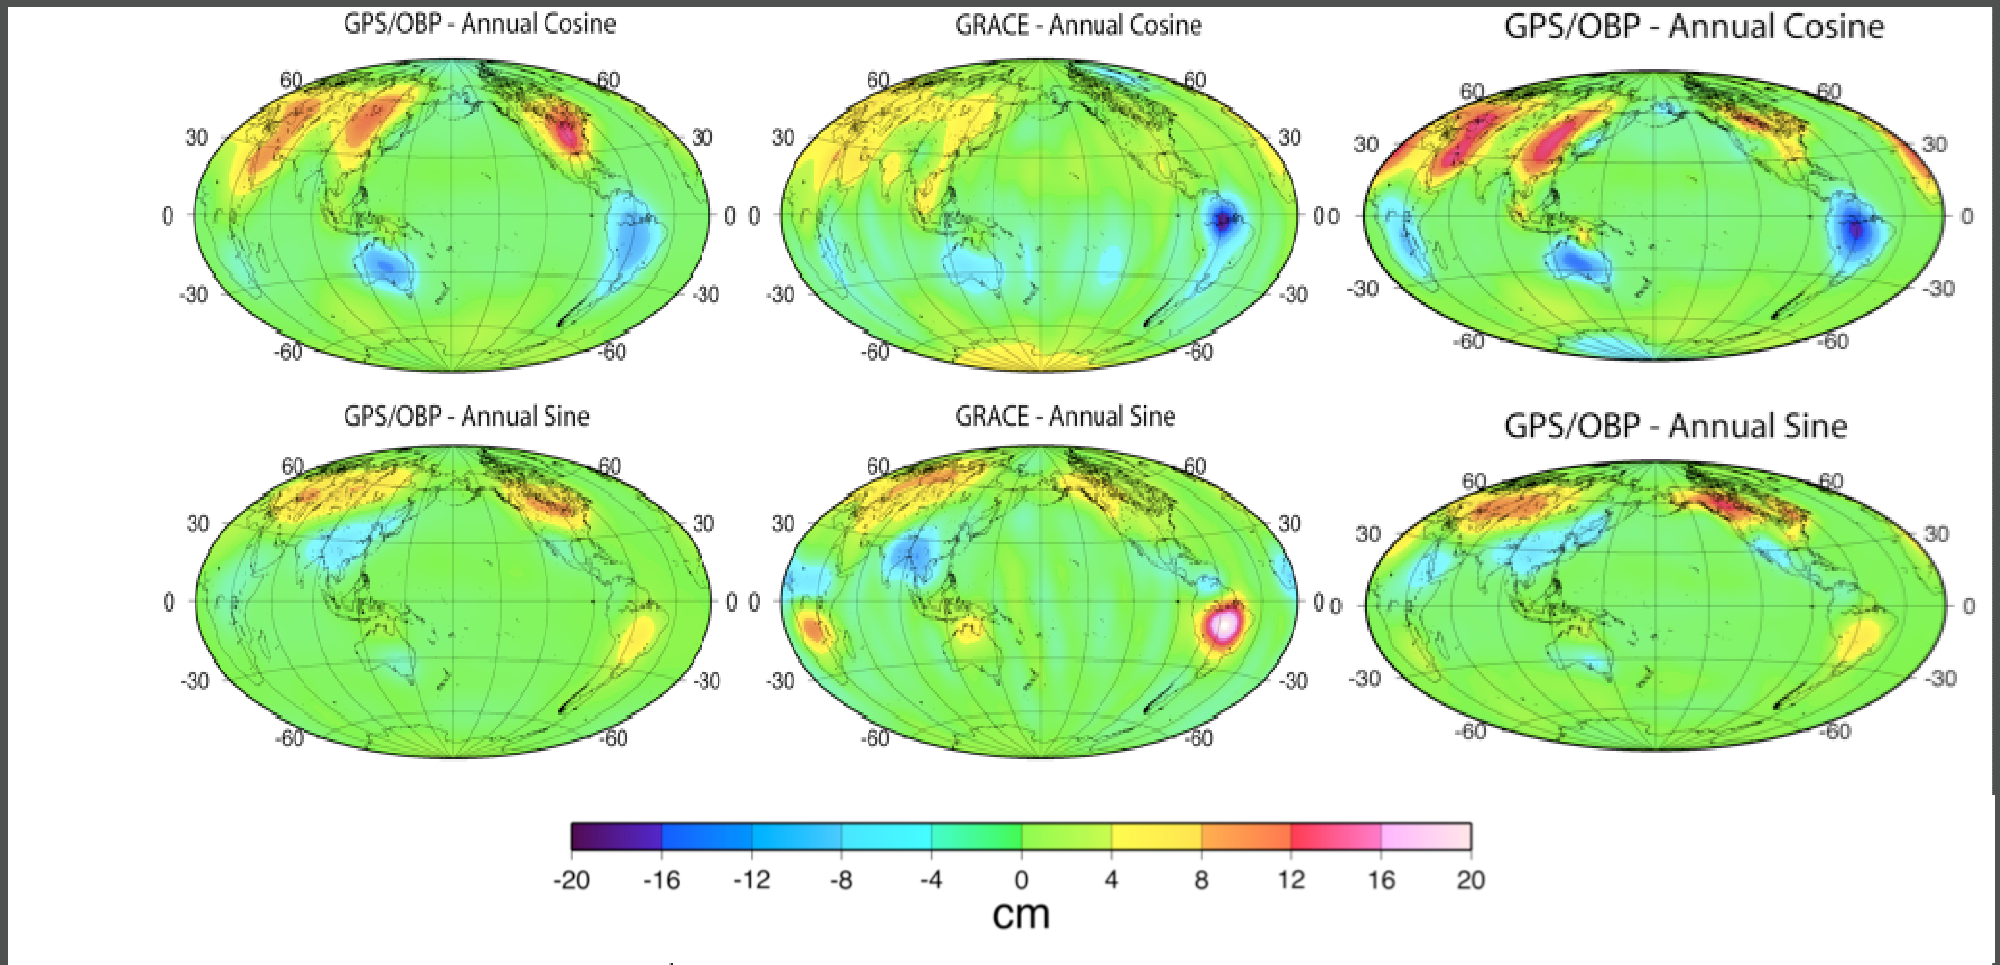 GPS/OBP - Annual Cosine
GRACE - Annual Cosine
GPS/OBP - Annual Cosine
60 60 60 60 60 60
30 30 30 30 30 30
0 0 0 0 0 0
-30 -30 -30 -30 -30 -30
-60 -60 -60 -60 -60 -60
GPS/OBP - Annual Sine
GRACE - Annual Sine
GPS/OBP - Annual Sine
60 60 60 60 60 60
30 30 30 30 30 30
0 0 0 0 0 0
-30 -30 -30 -30 -30 -30
-60 -60 -60 -60 -60 -60
-20 -16 -12 -8 -4 0 4 8 12 16 20
cm